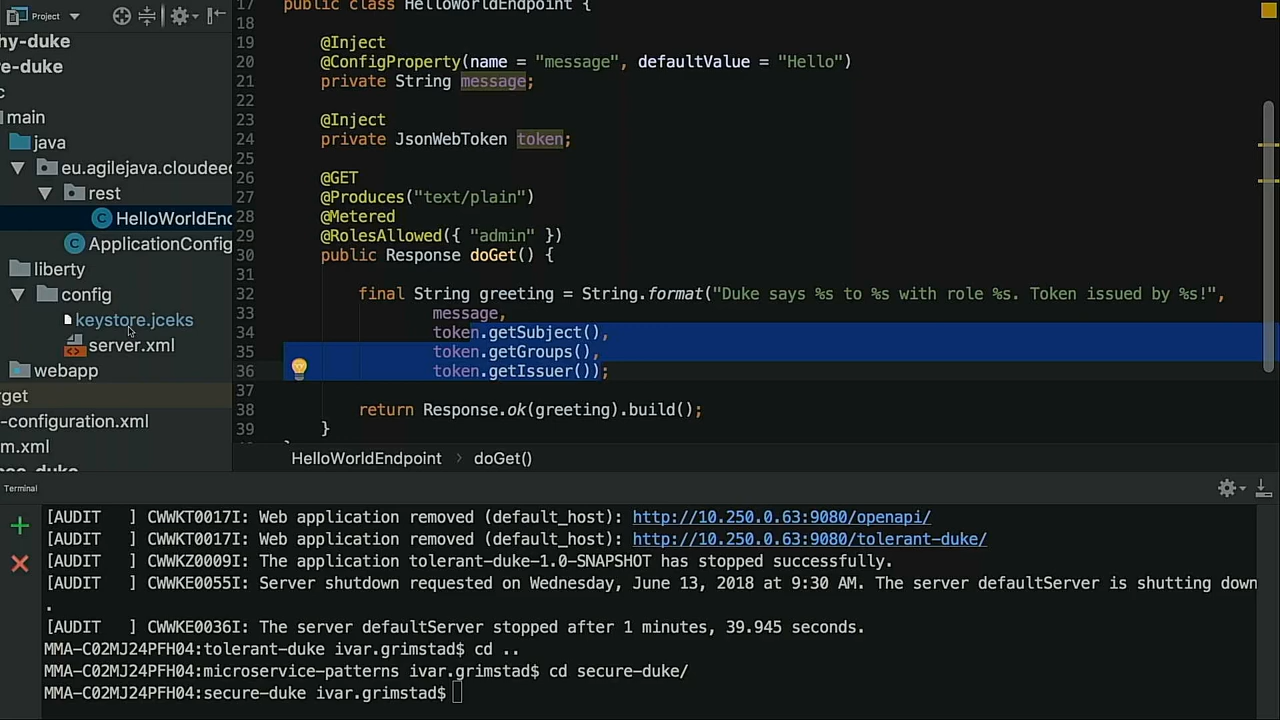 Project
hy-duke
re-duke
c
main
java
eu.agilejava.cloudeed
rest
HelloWorldEnd
ApplicationConfig
liberty
config
keystore.jceks
server.xml
webapp
rget
-configuration.xml
m.xml
17 public class HelloWorldEndpoint {
18
19 @Inject
20 @ConfigProperty(name = "message", defaultValue = "Hello")
21 private String message;
22
23 @Inject
24 private JsonWebToken token;
25
26 @GET
27 @Produces("text/plain")
28 @Metered
29 @RolesAllowed({ "admin" })
30 public Response doGet() {
31
32 final String greeting = String.format("Duke says %s to %s with role %s. Token issued by %s!",
33 message,
34 token.getSubject(),
35 token.getGroups(),
36 token.getIssuer());
37
38 return Response.ok(greeting).build();
39 }
HelloWorldEndpoint > doGet()
Terminal
[AUDIT   ] CWWKT0017I: Web application removed (default_host): http://10.250.0.63:9080/openapi/
[AUDIT   ] CWWKT0017I: Web application removed (default_host): http://10.250.0.63:9080/tolerant-duke/
[AUDIT   ] CWWKZ0009I: The application tolerant-duke-1.0-SNAPSHOT has stopped successfully.
[AUDIT   ] CWWKE0055I: Server shutdown requested on Wednesday, June 13, 2018 at 9:30 AM. The server defaultServer is shutting down
.
[AUDIT   ] CWWKE0036I: The server defaultServer stopped after 1 minutes, 39.945 seconds.
MMA-C02MJ24PFH04:tolerant-duke ivar.grimstad$ cd ..
MMA-C02MJ24PFH04:microservice-patterns ivar.grimstad$ cd secure-duke/
MMA-C02MJ24PFH04:secure-duke ivar.grimstad$